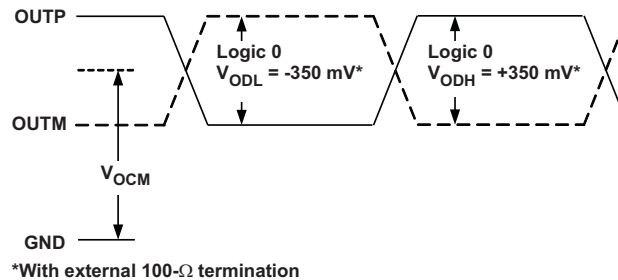 OUTP
Logic 0
VODL = -350 mV*
Logic 0
VODH = +350 mV*
OUTM
VOCM
GND
*With external 100-Ω termination